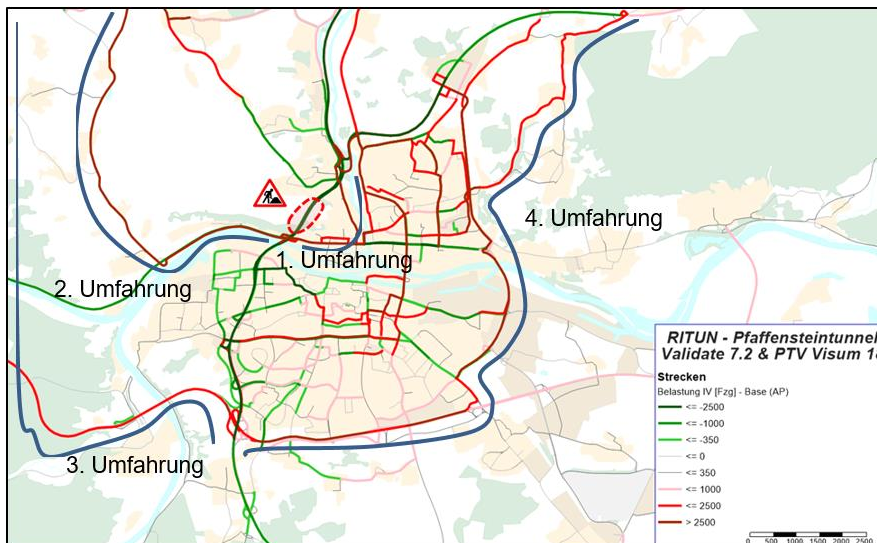 4. Umfahrung
1. Umfahrung
2. Umfahrung
3. Umfahrung
RITUN - Pfaffensteintunnel
Validate 7.2 & PTV Visum 18
Strecken
Belastung IV [Fzg] - Base (AP)
<= -2500
<= -1000
<= -350
<= 0
<= 350
<= 1000
<= 2500
> 2500
0 500 1000 1500 2000 2500